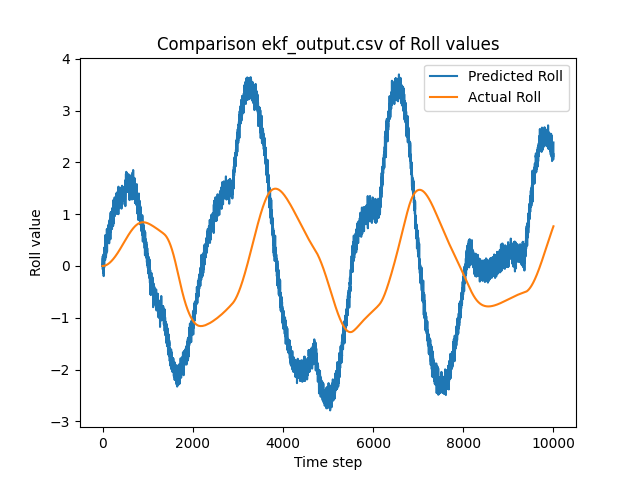 Comparison ekf_output.csv of Roll values
Predicted Roll
Actual Roll
4
3
2
1
0
−1
−2
−3
Roll value
0
2000
4000
6000
8000
10000
Time step